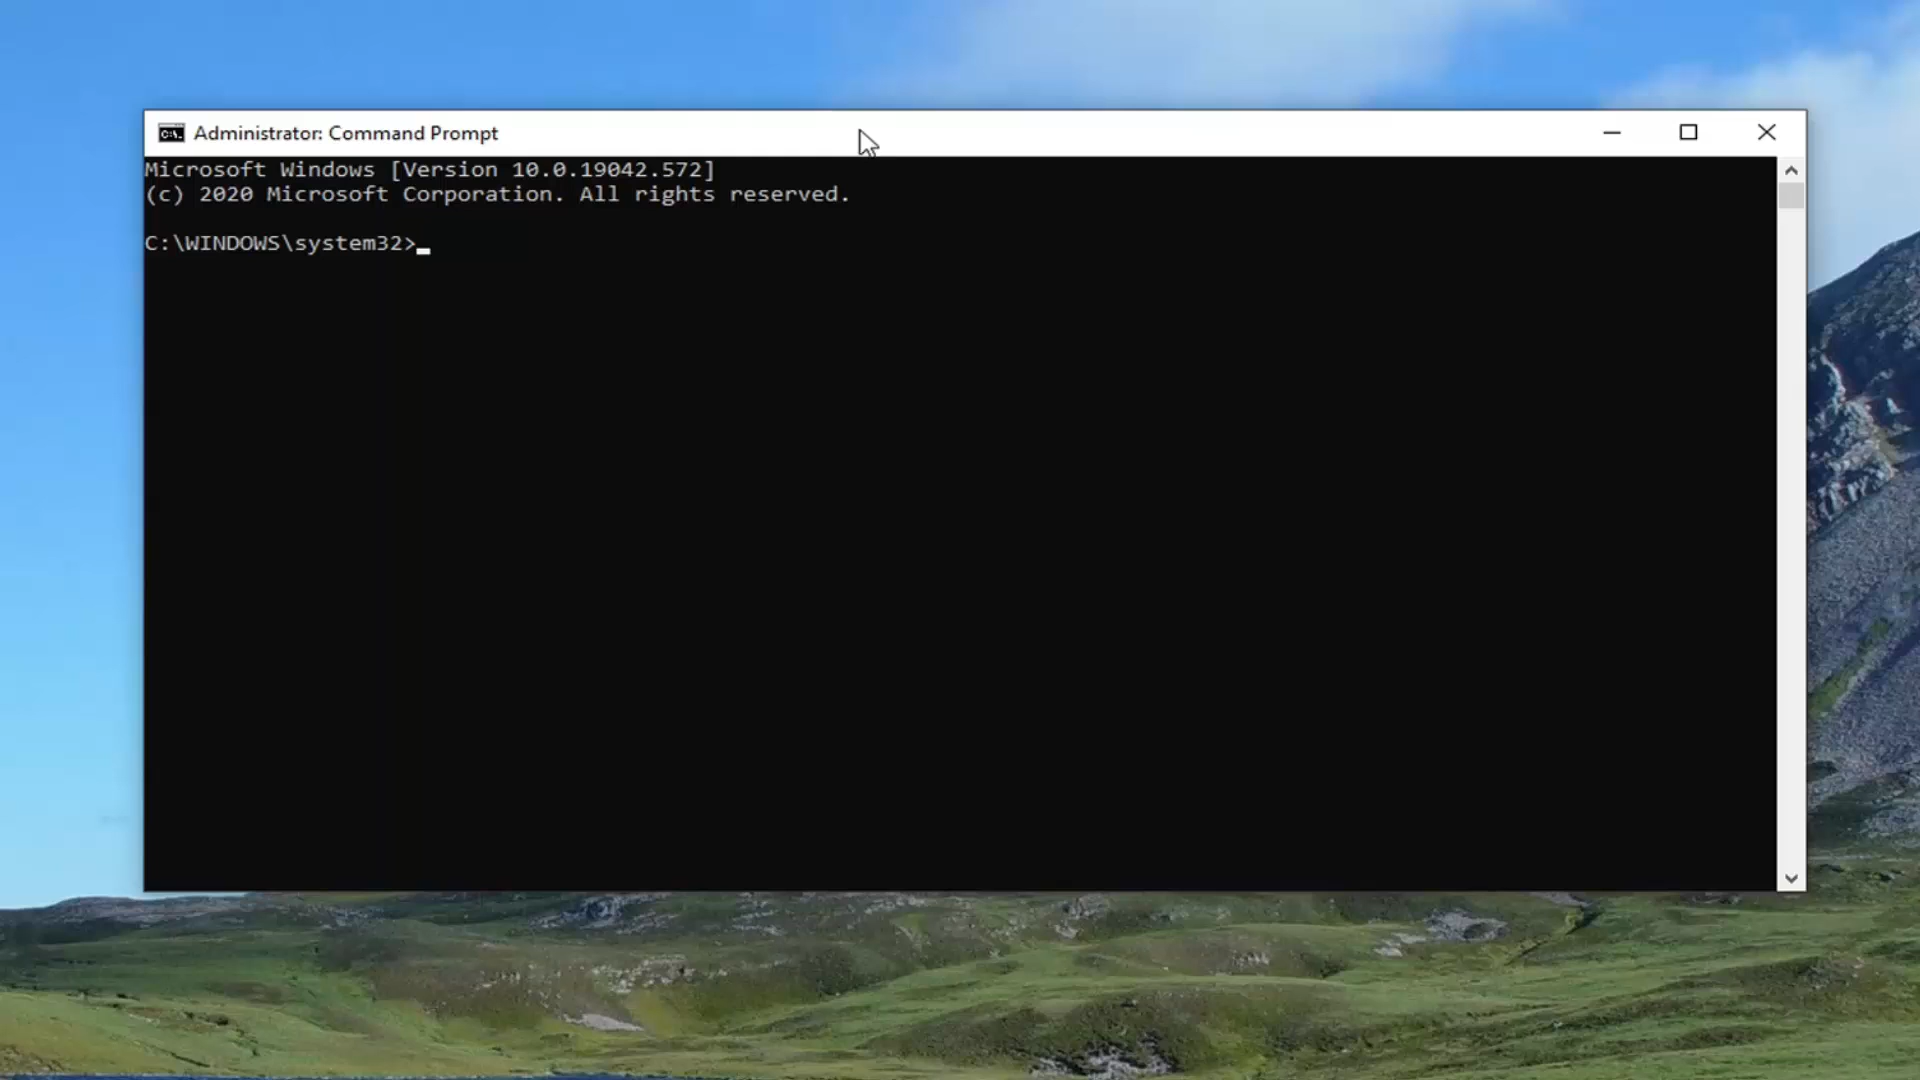 Administrator: Command Prompt
Microsoft Windows [Version 10.0.19042.572]
(c) 2020 Microsoft Corporation. All rights reserved.
C:\WINDOWS\system32>